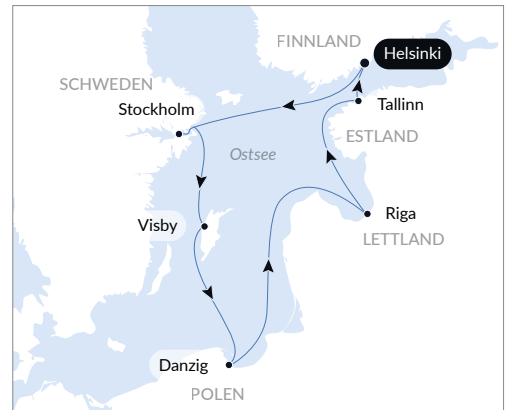 FINNLAND
Helsinki
SCHWEDEN
Stockholm
Tallinn
ESTLAND
Ostsee
Riga
Visby
LETTLAND
Danzig
POLEN